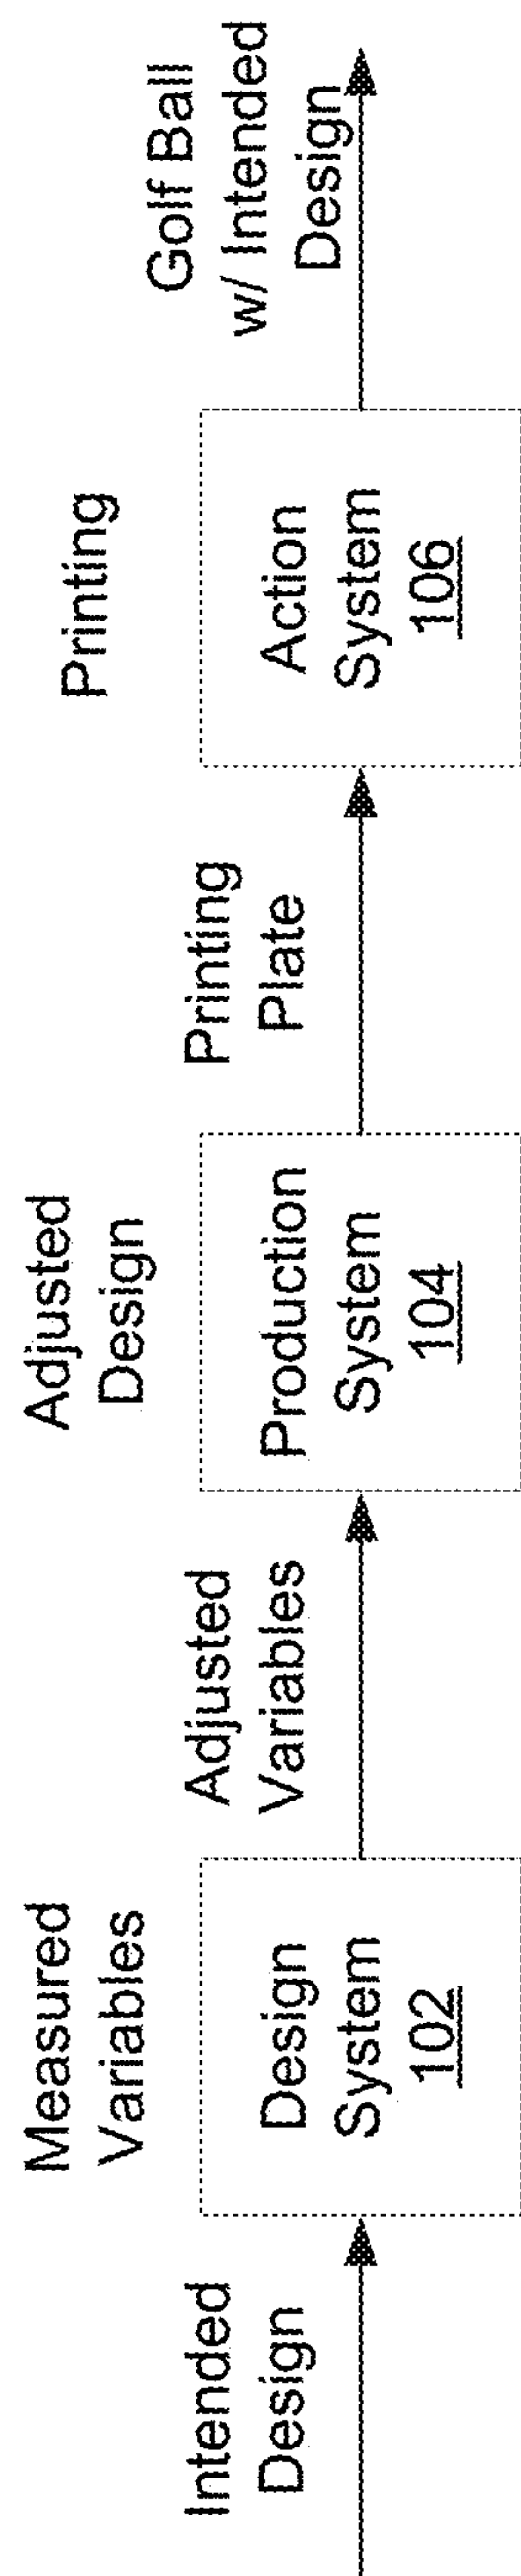 Intended
Design
Measured
Variables
Design
System
102
Adjusted
Variables
Adjusted
Design
Production
System
104
Printing
Plate
Printing
Action
System
106
Golf Ball
w/ Intended
Design